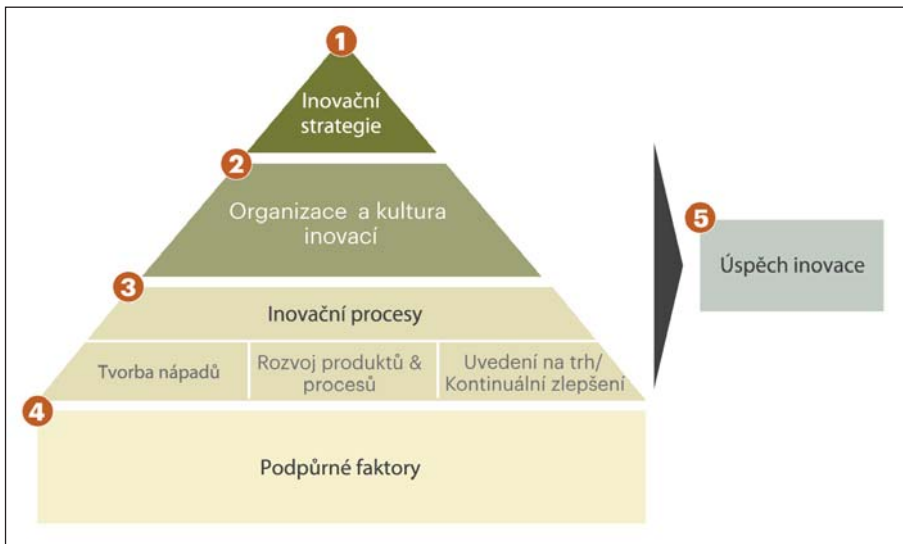 1
Inovační
strategie
2
Organizace a kultura
inovací
3
Inovační procesy
Tvorba nápadů
Rozvoj produktů &
procesů
Uvedení na trh/
Kontinuální zlepšení
4
Podpůrné faktory
5
Úspěch inovace